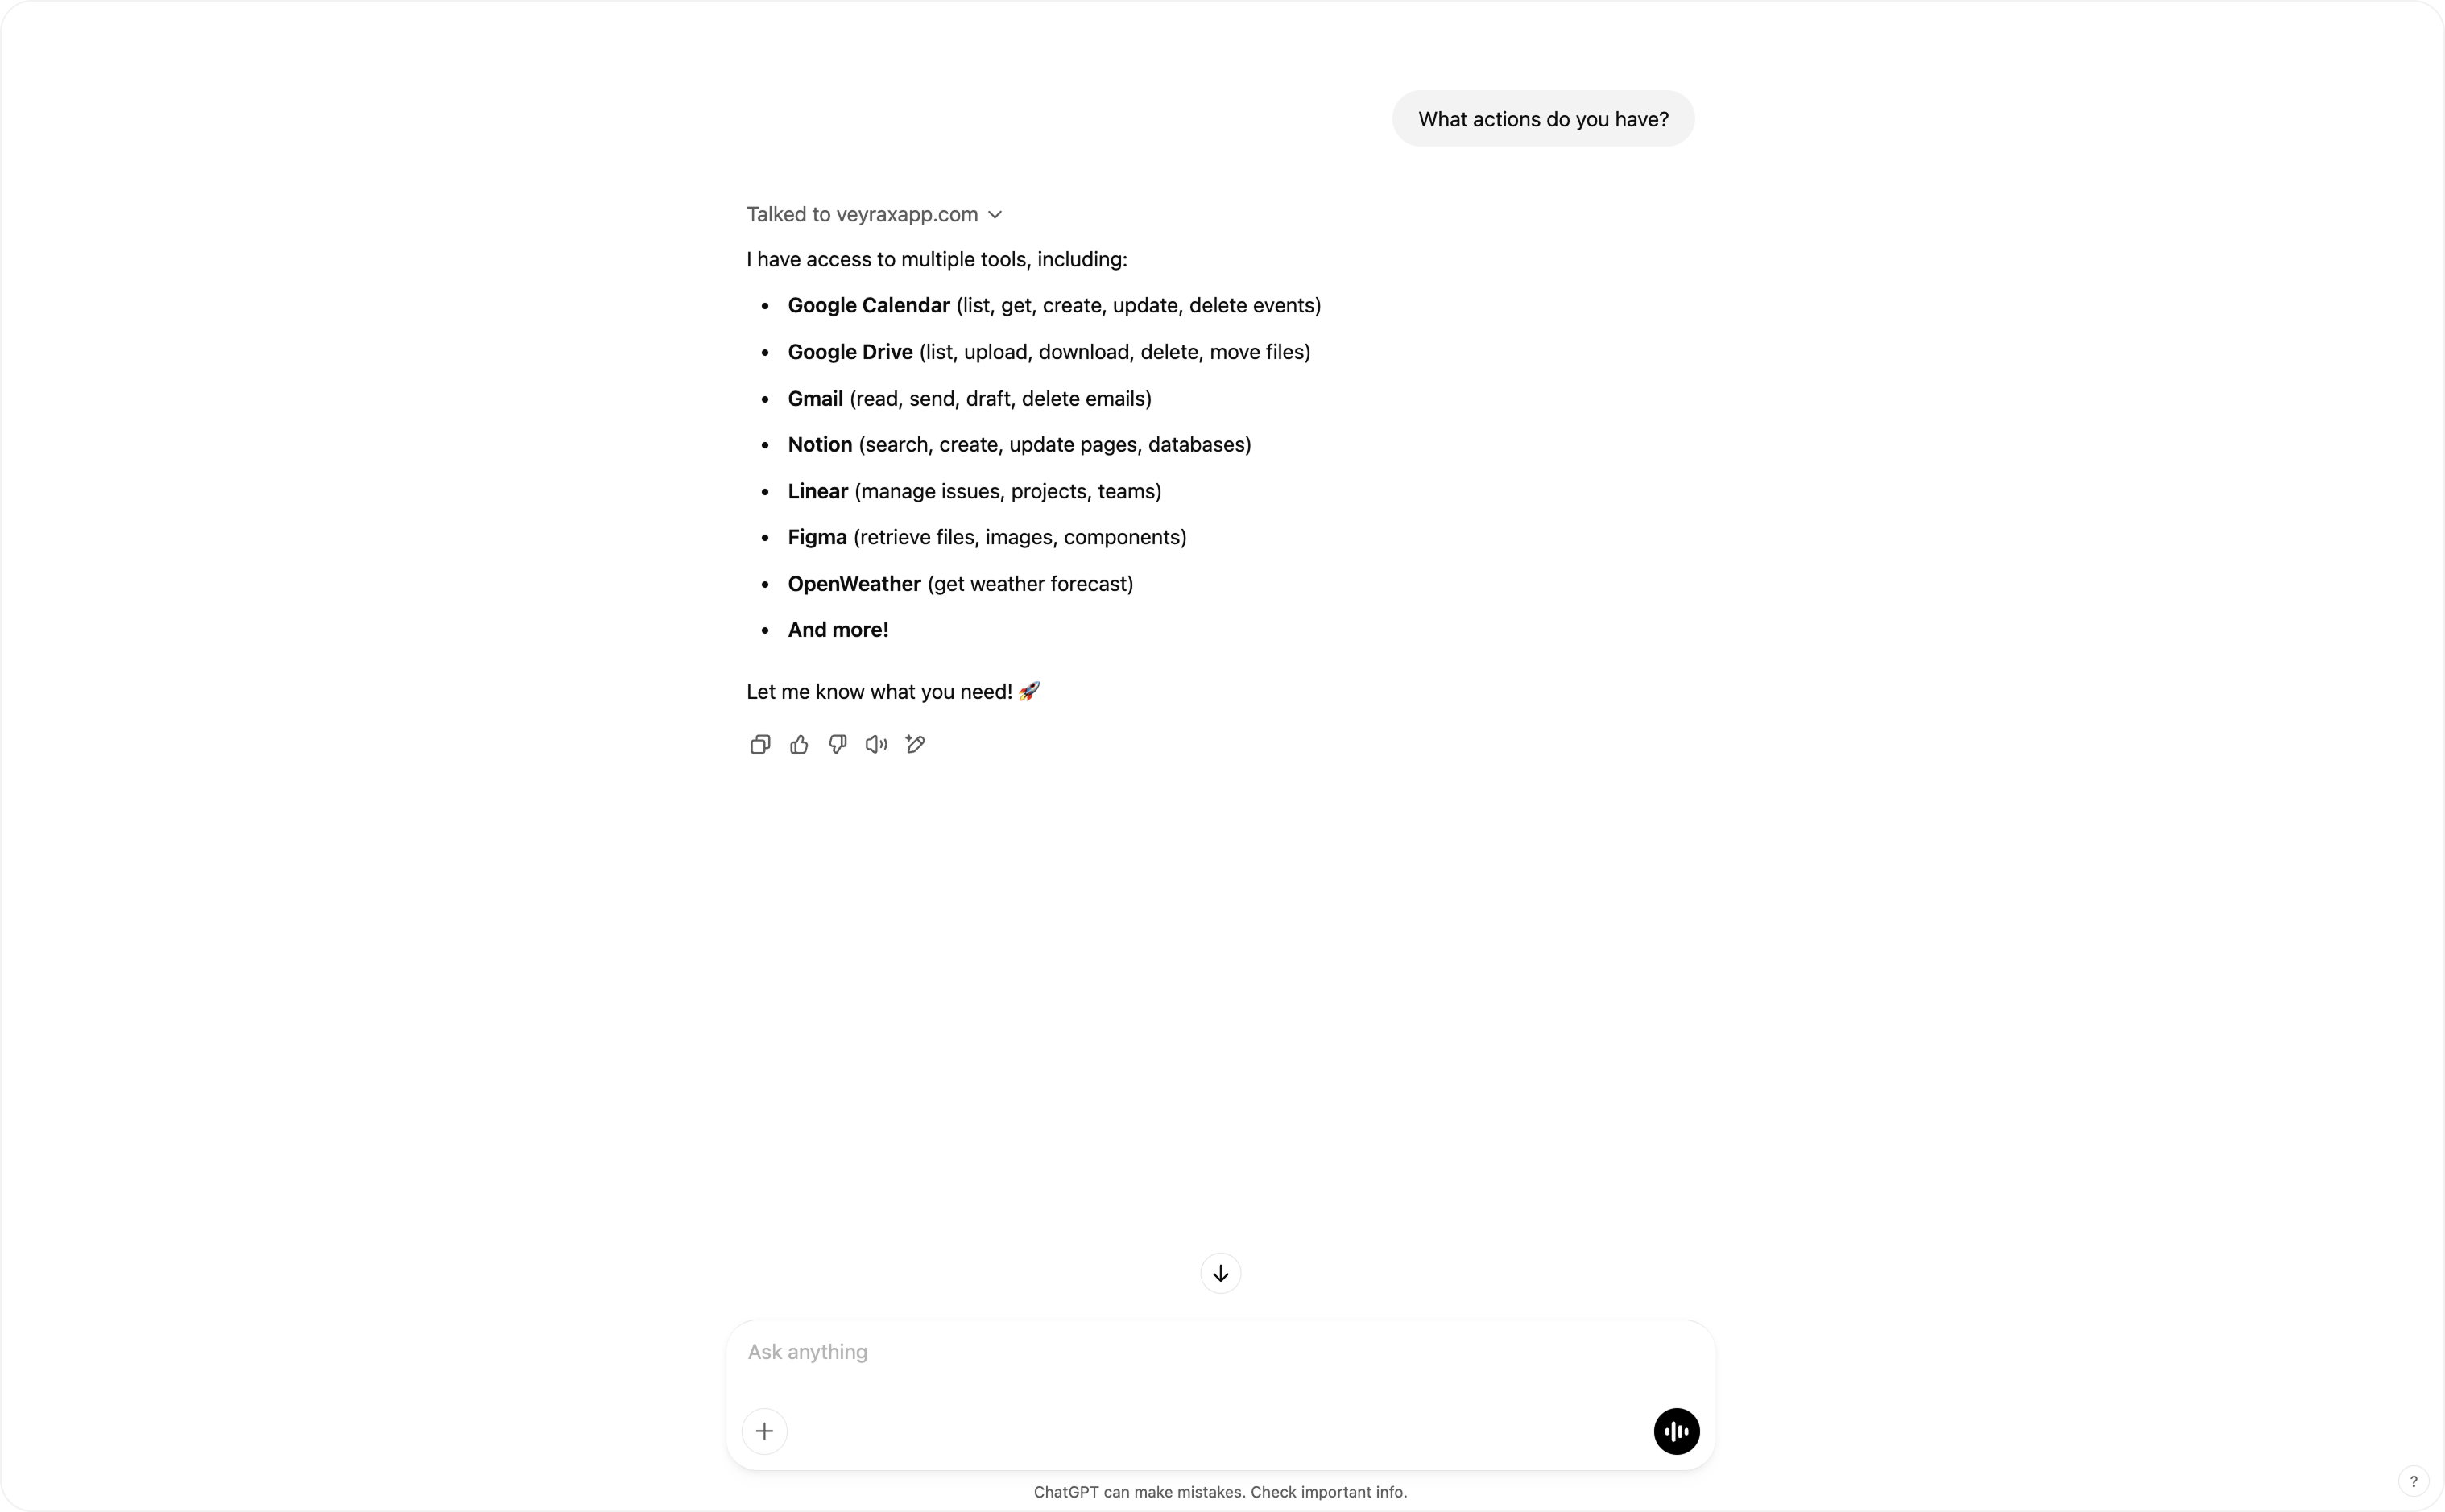 What actions do you have?
Talked to veyraxapp.com
I have access to multiple tools, including:
• Google Calendar (list, get, create, update, delete events)
• Google Drive (list, upload, download, delete, move files)
• Gmail (read, send, draft, delete emails)
• Notion (search, create, update pages, databases)
• Linear (manage issues, projects, teams)
• Figma (retrieve files, images, components)
• OpenWeather (get weather forecast)
• And more!
Let me know what you need! 🚀
Ask anything
ChatGPT can make mistakes. Check important info.
?